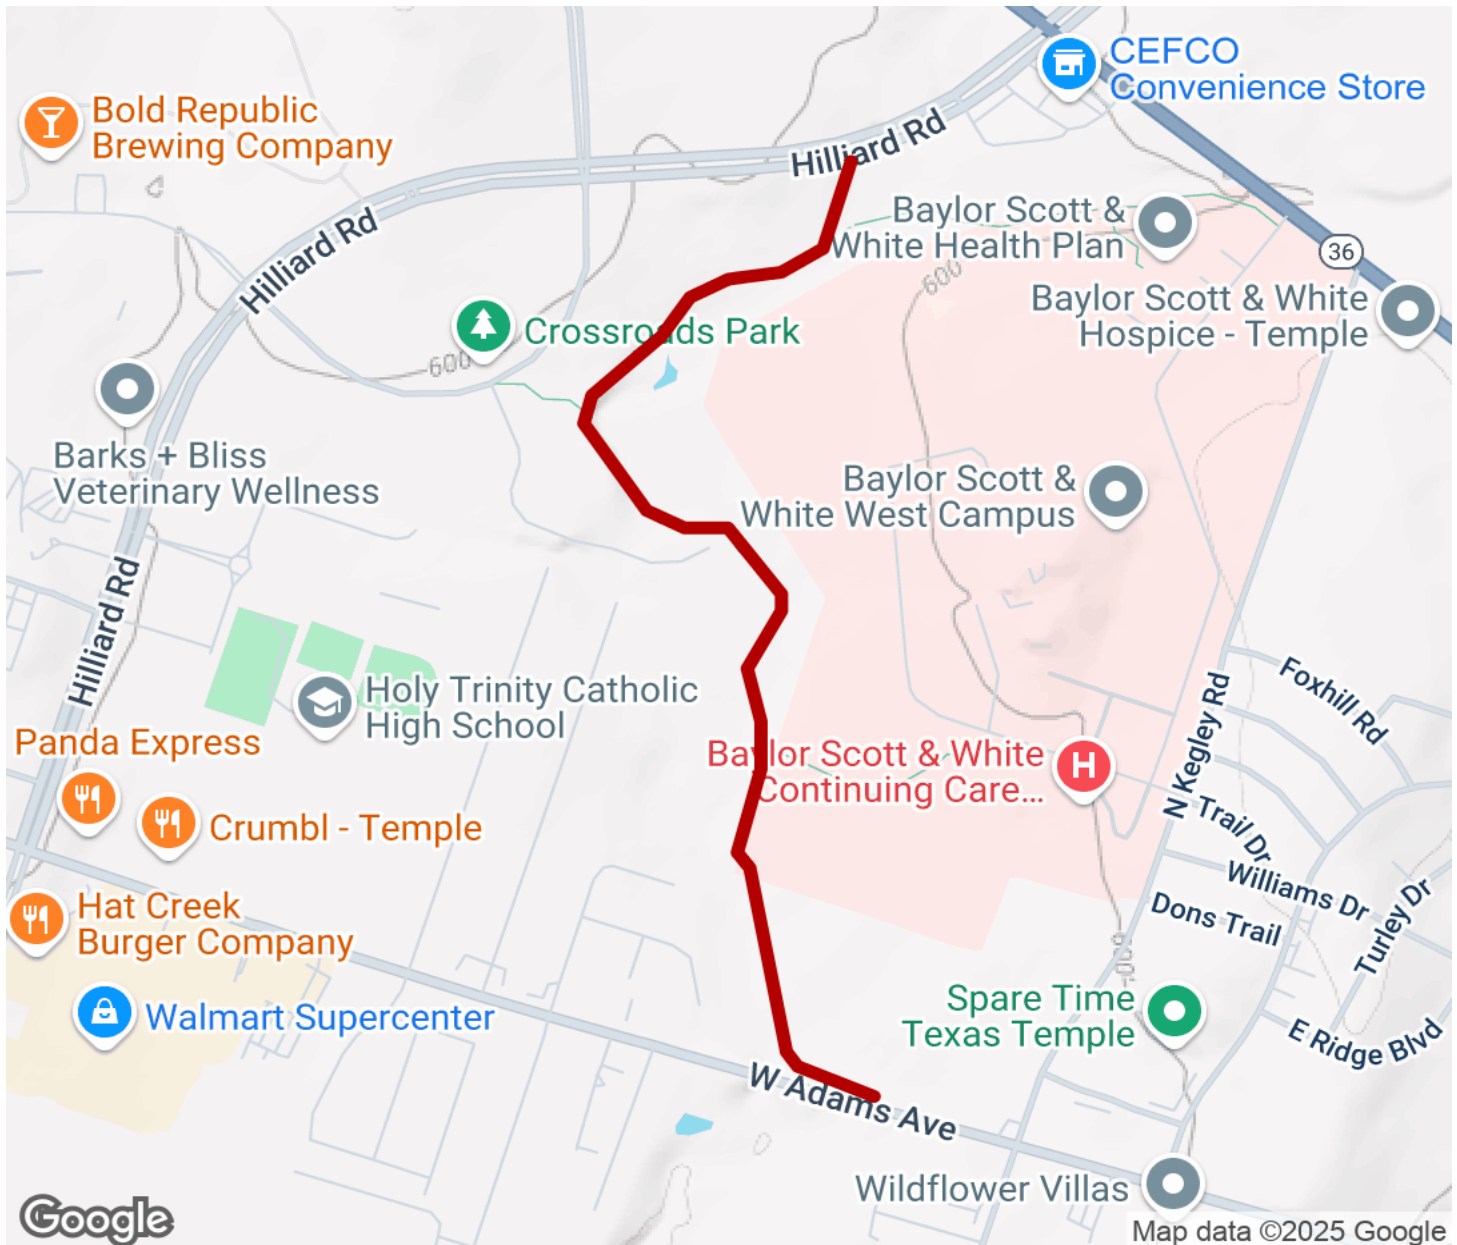 CEFCO
Convenience Store
Bold Republic
Brewing Company
Hilliard Rd
Baylor Scott &
White Health Plan
36
Hilliard Rd
600
Baylor Scott & White
Hospice - Temple
Crossroads Park
600
Barks + Bliss
Veterinary Wellness
Baylor Scott &
White West Campus
Hilliard Rd
Foxhill Rd
Holy Trinity Catholic
High School
N Kegley Rd
Panda Express
Baylor Scott & White
Continuing Care...
H
Crumbl - Temple
Trail Dr
Williams Dr
Hat Creek
Burger Company
Dons Trail
Turley Dr
600
Walmart Supercenter
Spare Time
Texas Temple
E Ridge Blvd
W Adams Ave
Wildflower Villas
Google
Map data ©2025 Google